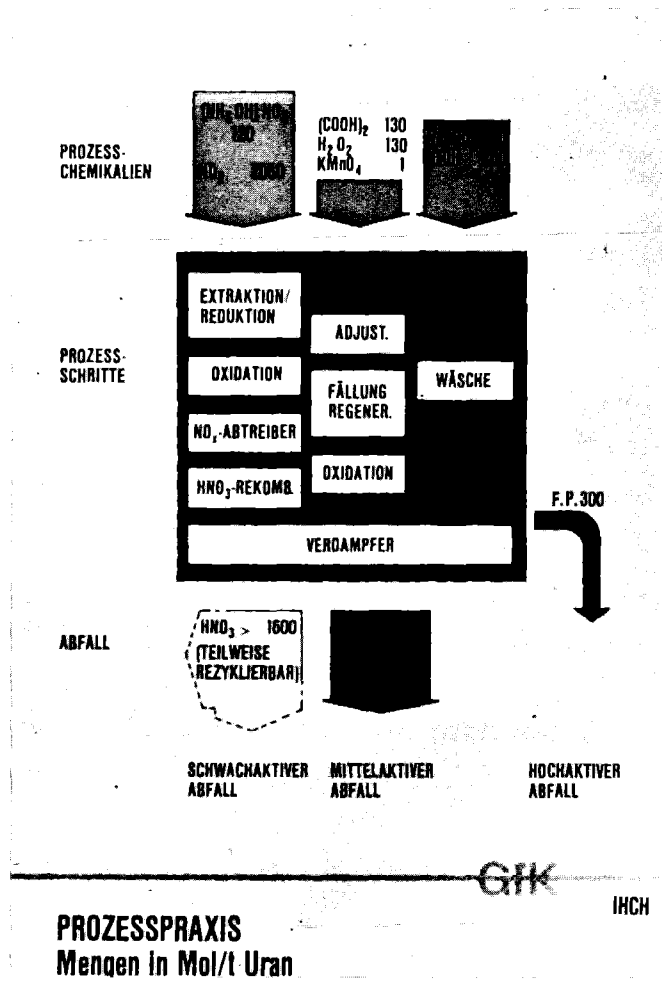 PROZESS-
CHEMIKALIEN
(COOH)₂ 130
H₂O₂ 130
KMnO₄ 1
PROZESS-
SCHRITTE
EXTRAKTION/
REDUKTION
OXIDATION
NOₓ-ABTREIBER
HNO₃-REKOMB.
ADJUST.
FÄLLUNG
REGENER.
OXIDATION
WÄSCHE
VERDAMPFER
F.P.300
ABFALL
HNO₃ > 1600
(TEILWEISE
REZYKLIERBAR)
SCHWACHAKTIVER
ABFALL
MITTELAKTIVER
ABFALL
HOCHAKTIVER
ABFALL
GfK
IHCH
PROZESSPRAXIS
Mengen in Mol/t Uran